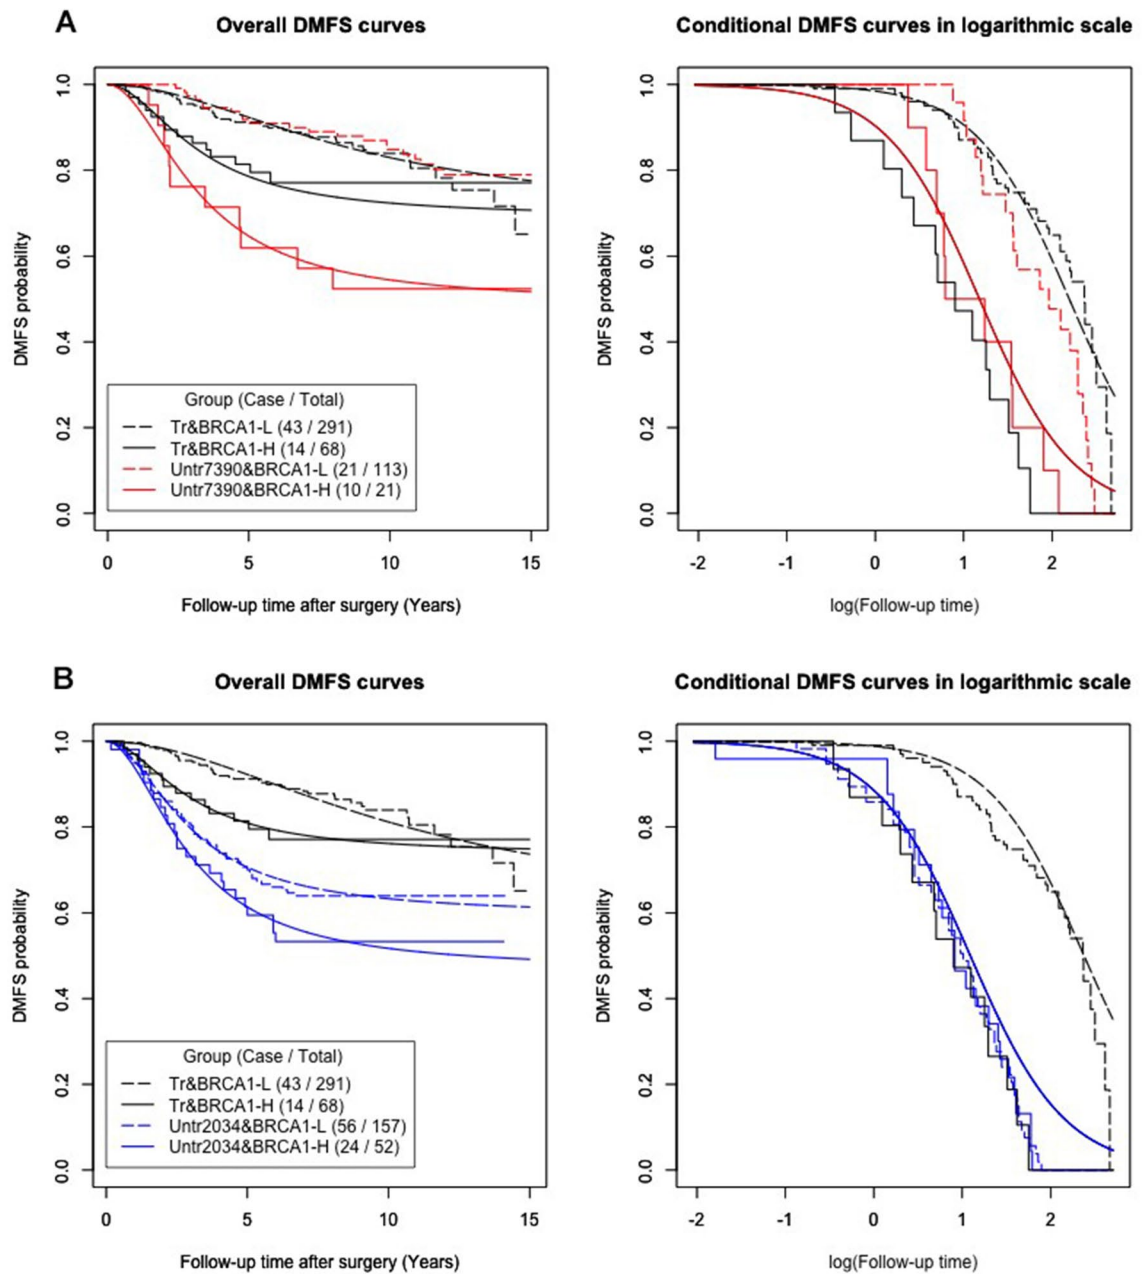 A
Overall DMFS curves
Conditional DMFS curves in logarithmic scale
DMFS probability
1.0
0.8
0.6
0.4
0.2
0.0
Group (Case / Total)
Tr&BRCA1-L (43 / 291)
Tr&BRCA1-H (14 / 68)
Untr7390&BRCA1-L (21 / 113)
Untr7390&BRCA1-H (10 / 21)
0 5 10 15
Follow-up time after surgery (Years)
DMFS probability
1.0
0.8
0.6
0.4
0.2
0.0
-2 -1 0 1 2
log(Follow-up time)
B
Overall DMFS curves
Conditional DMFS curves in logarithmic scale
DMFS probability
1.0
0.8
0.6
0.4
0.2
0.0
Group (Case / Total)
Tr&BRCA1-L (43 / 291)
Tr&BRCA1-H (14 / 68)
Untr2034&BRCA1-L (56 / 157)
Untr2034&BRCA1-H (24 / 52)
0 5 10 15
Follow-up time after surgery (Years)
DMFS probability
1.0
0.8
0.6
0.4
0.2
0.0
-2 -1 0 1 2
log(Follow-up time)